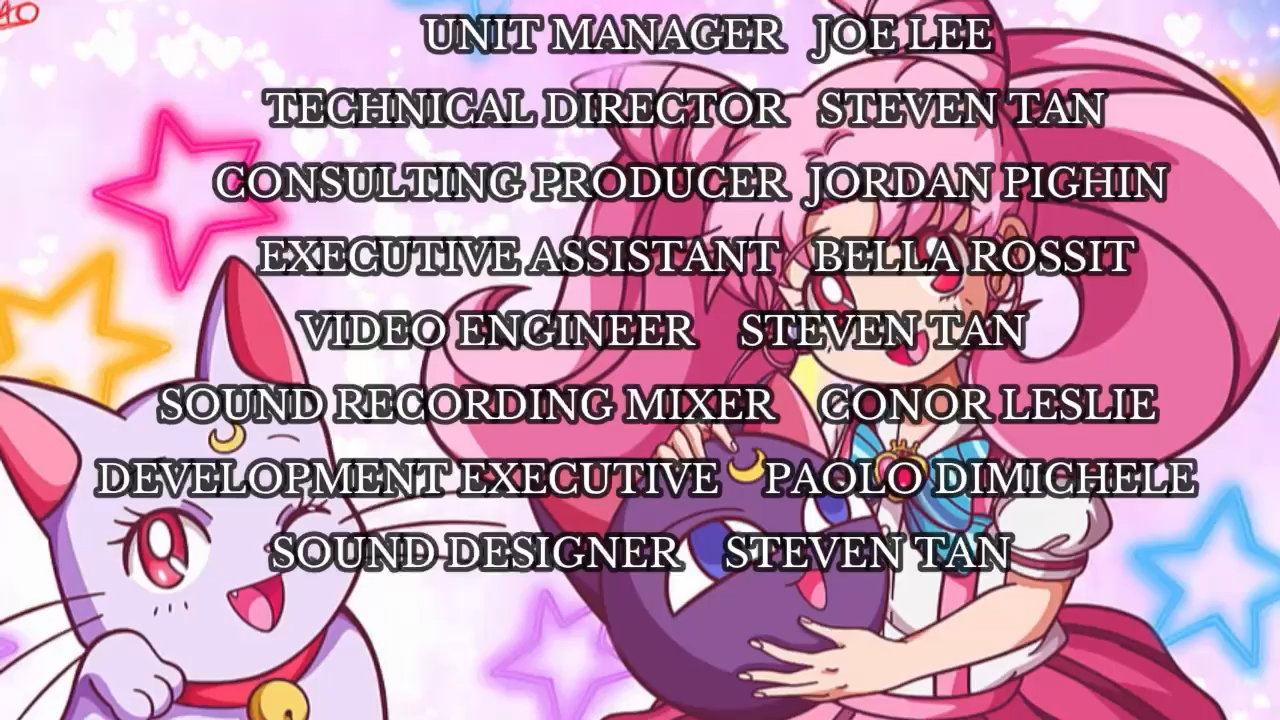 UNIT MANAGER JOE LEE
TECHNICAL DIRECTOR STEVEN TAN
CONSULTING PRODUCER JORDAN PIGHIN
EXECUTIVE ASSISTANT BELLA ROSSIT
VIDEO ENGINEER STEVEN TAN
SOUND RECORDING MIXER CONOR LESLIE
DEVELOPMENT EXECUTIVE PAOLO DIMICHELE
SOUND DESIGNER STEVEN TAN